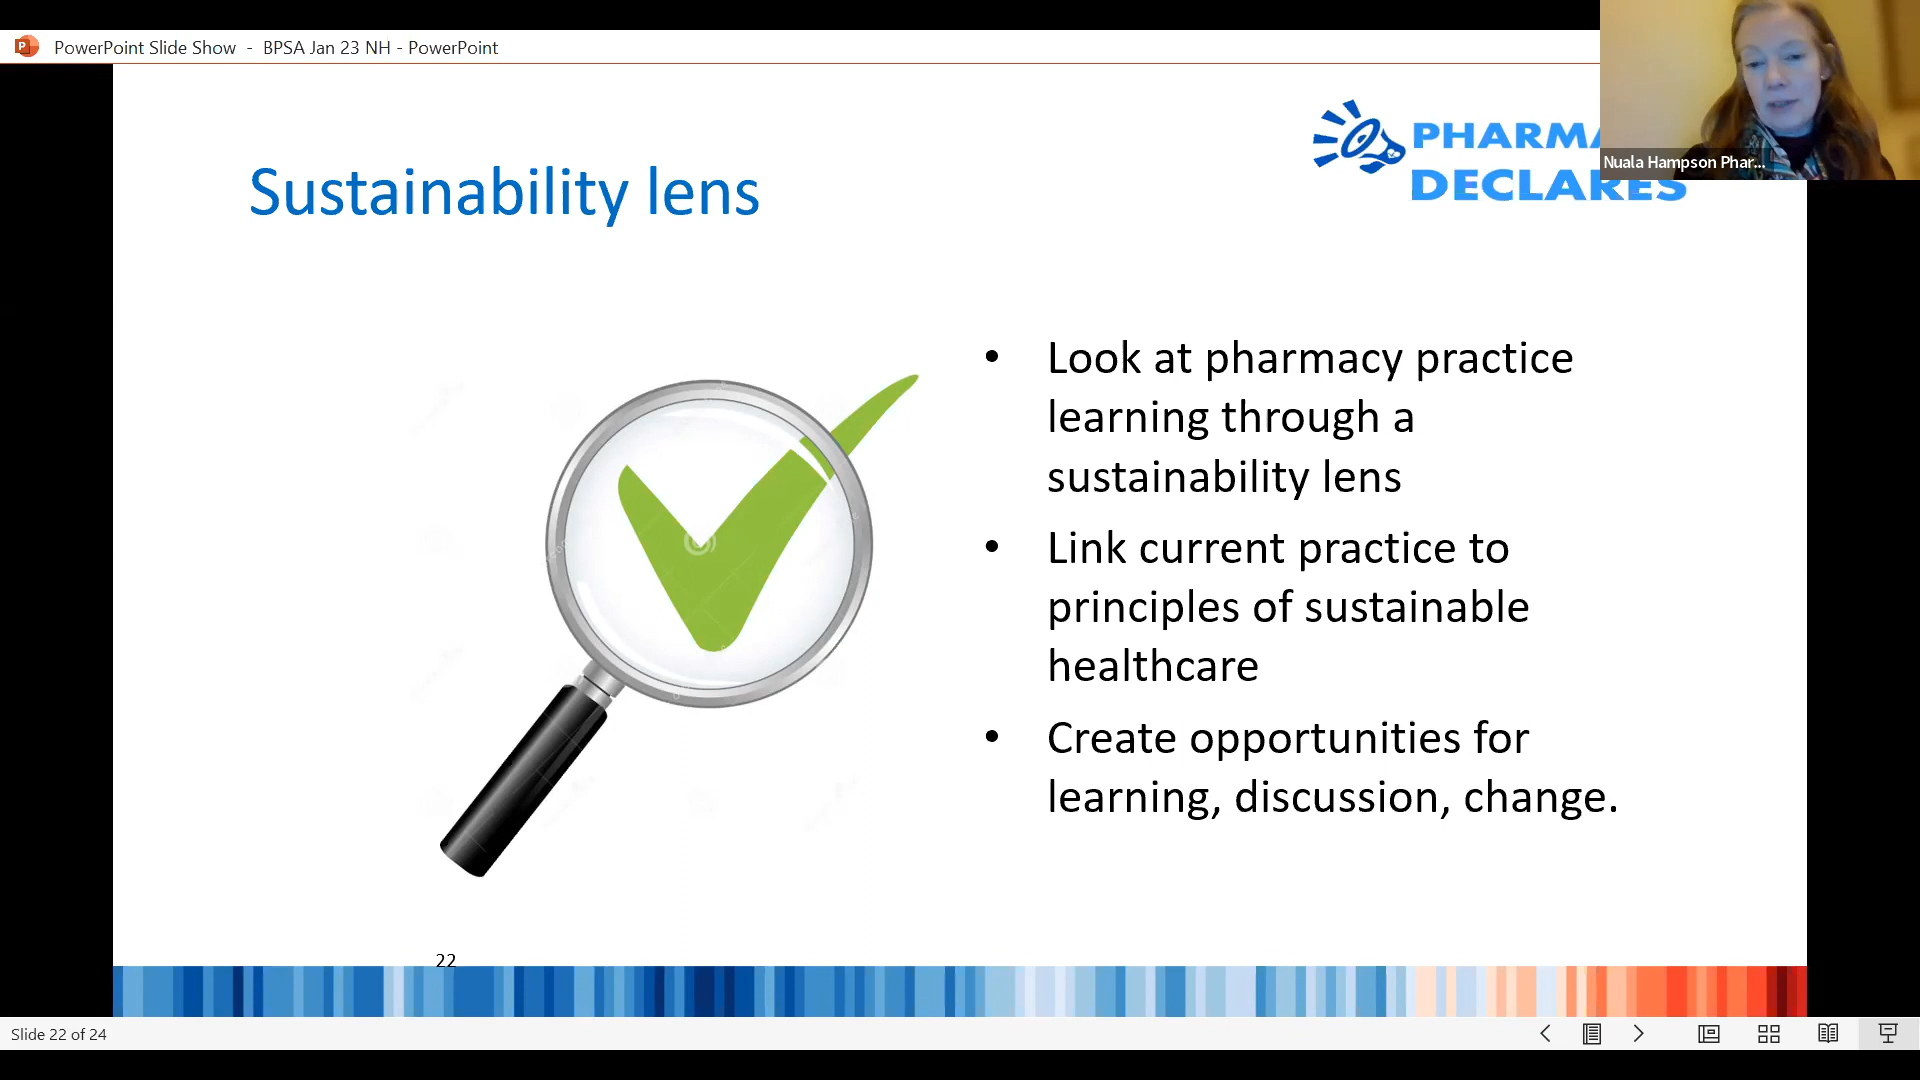 PowerPoint Slide Show - BPSA Jan 23 NH - PowerPoint
Nuala Hampson Phar...
PHARMA
DECLARES
Sustainability lens
• Look at pharmacy practice
learning through a
sustainability lens
• Link current practice to
principles of sustainable
healthcare
• Create opportunities for
learning, discussion, change.
22
Slide 22 of 24